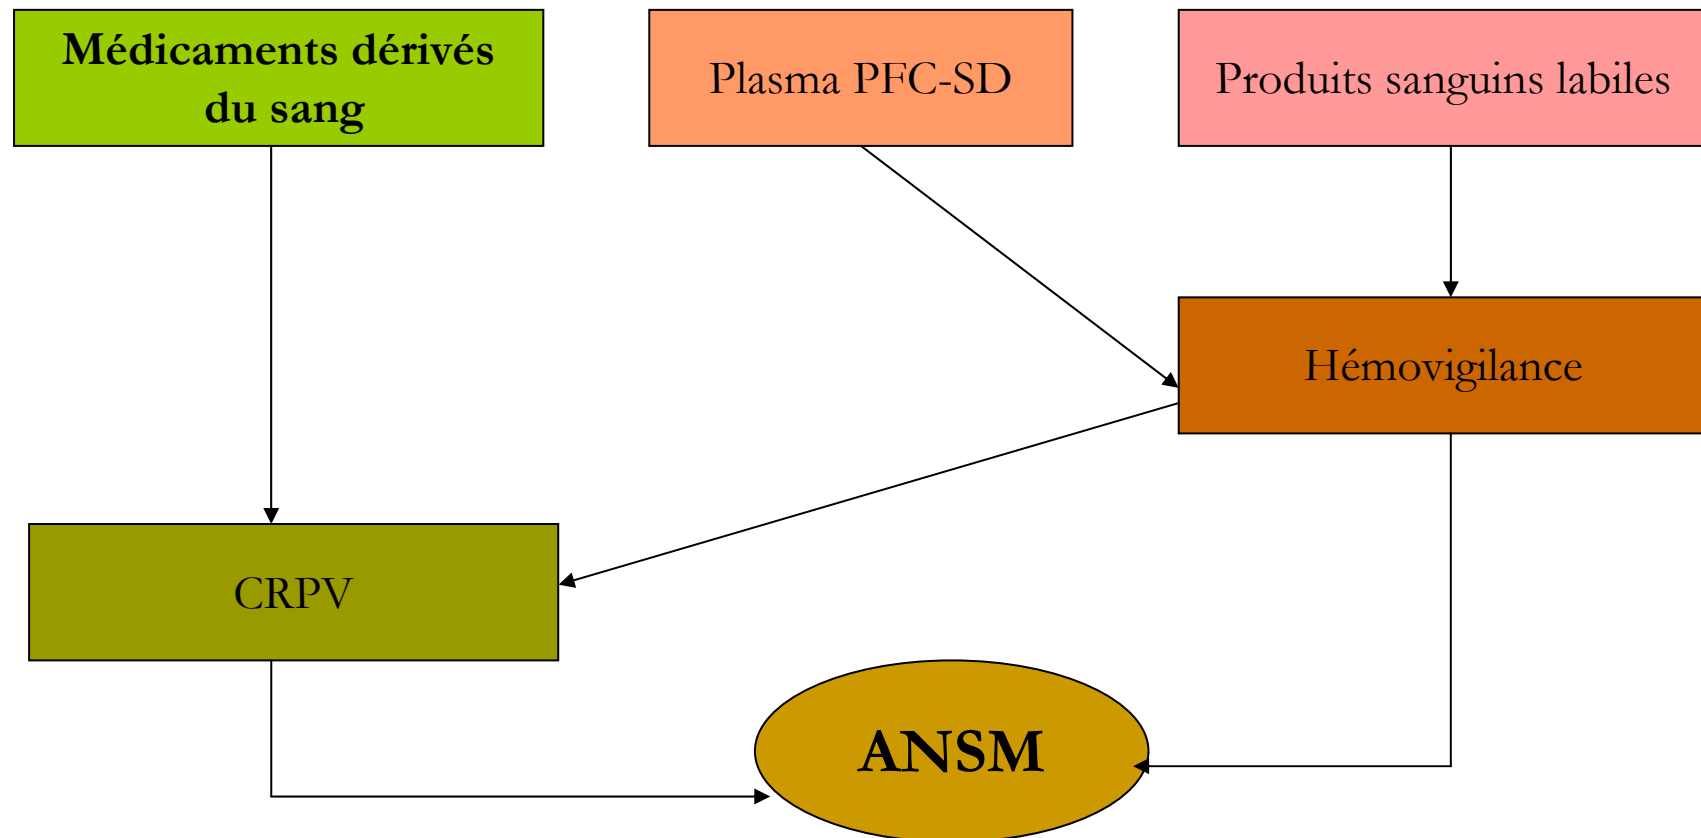 Médicaments dérivés
du sang
Plasma PFC-SD
Produits sanguins labiles
Hémovigilance
CRPV
ANSM